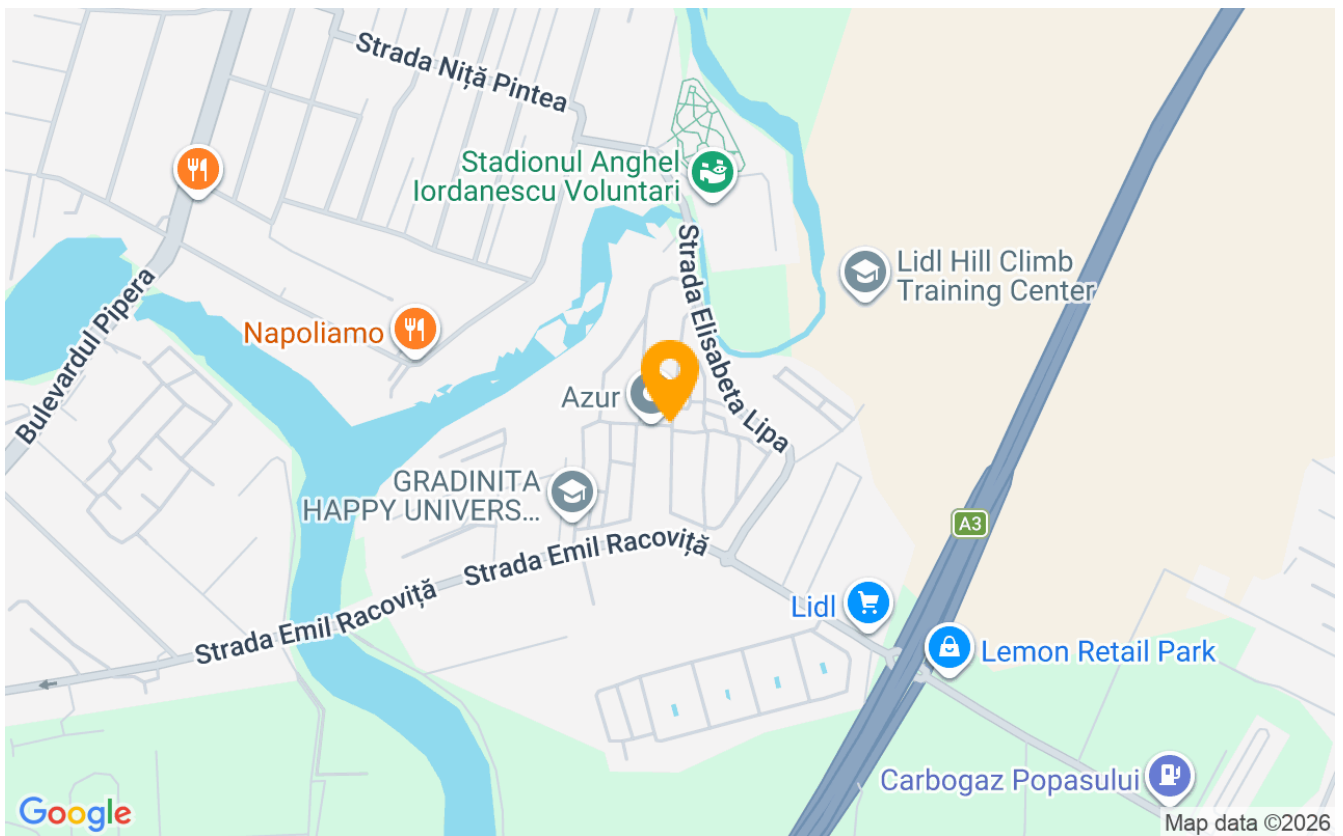 Strada Niță Pintea
Stadionul Anghel
Iordanescu Voluntari
Strada Elisabeta Lipa
Lidl Hill Climb
Training Center
Bulevardul Pipera
Napoliamo
Azur
GRADINITA
HAPPY UNIVERS...
A3
Strada Emil Racoviță
Strada Emil Racoviță
Lidl
Lemon Retail Park
Carbogaz Popasului
Google
Map data ©2026